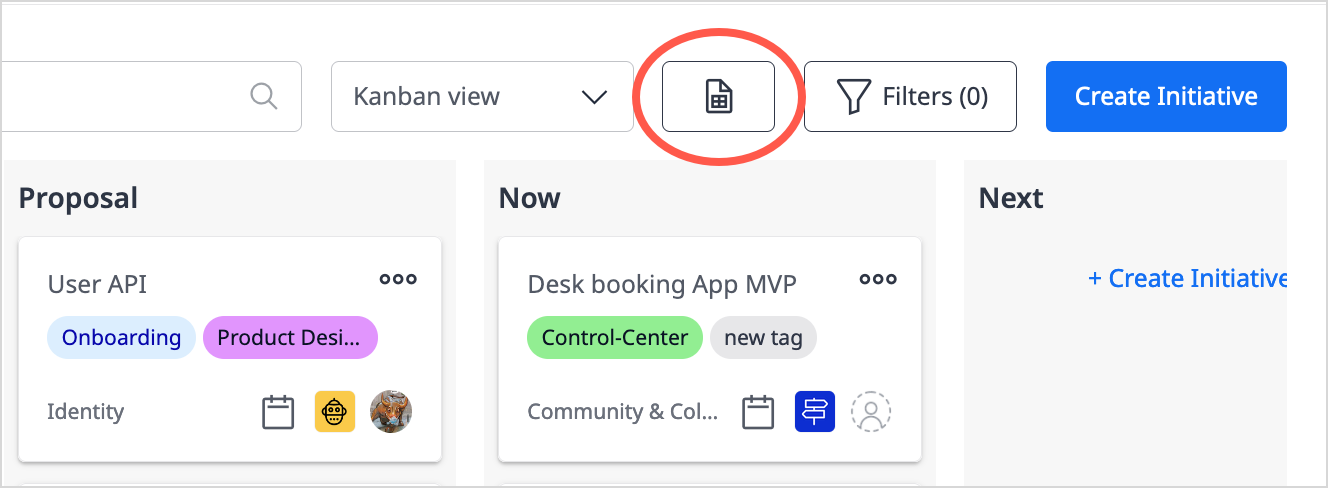 Kanban view
Filters (0)
Create Initiative
Proposal
Now
Next
User API
Onboarding
Product Desi...
Identity
Desk booking App MVP
Control-Center
new tag
Community & Col...
+ Create Initiative